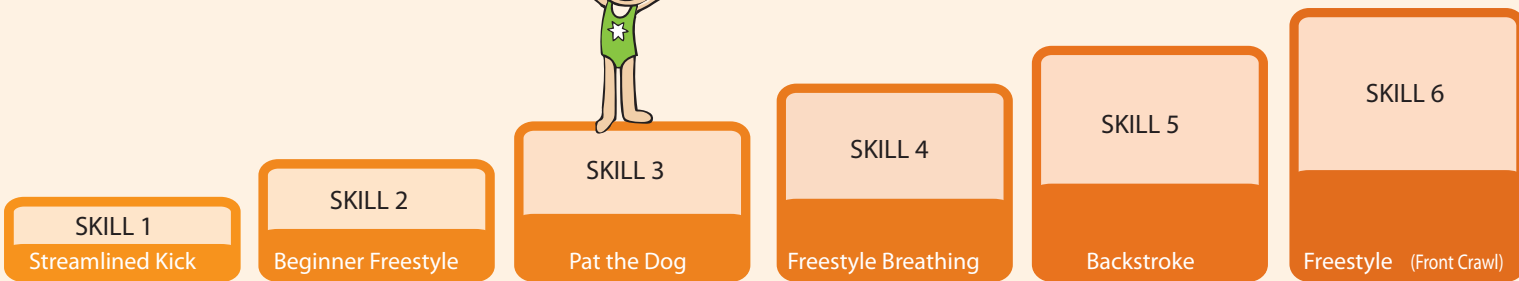 SKILL 1
Streamlined Kick
SKILL 2
Beginner Freestyle
SKILL 3
Pat the Dog
SKILL 4
Freestyle Breathing
SKILL 5
Backstroke
SKILL 6
Freestyle (Front Crawl)